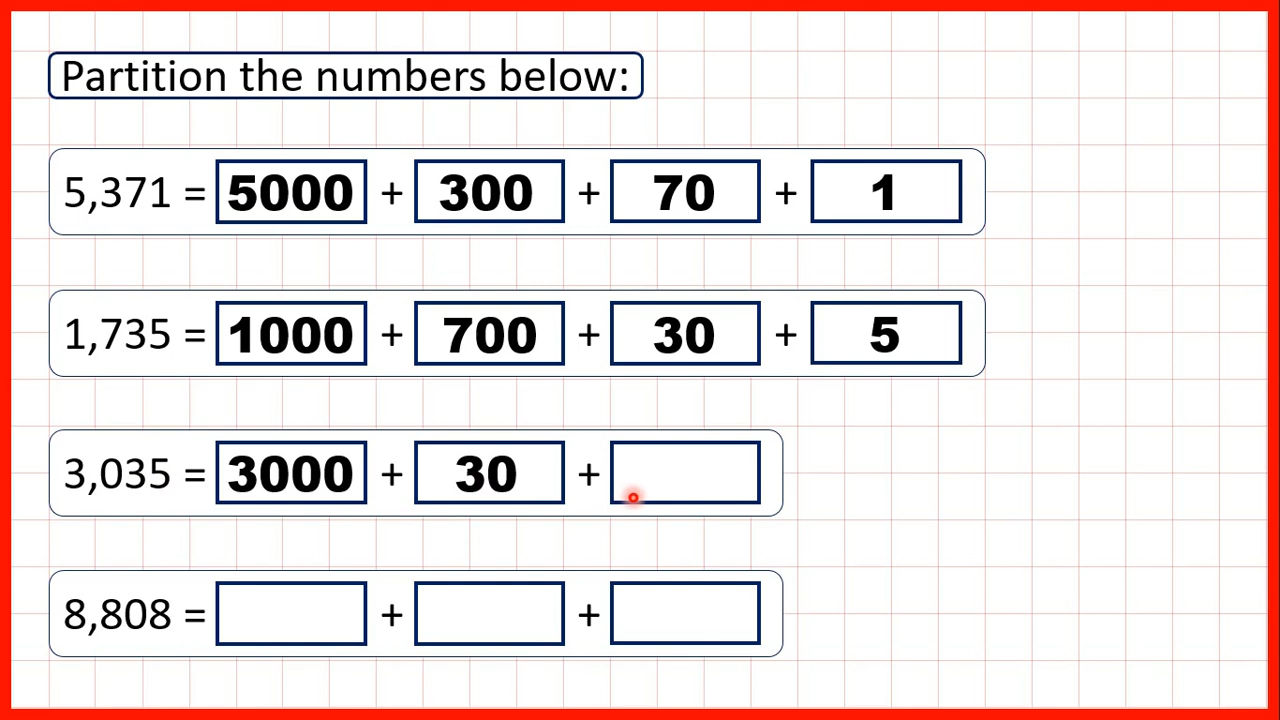 Partition the numbers below:
5,371 = 5000 + 300 + 70 + 1
1,735 = 1000 + 700 + 30 + 5
3,035 = 3000 + 30 +
8,808 = + +